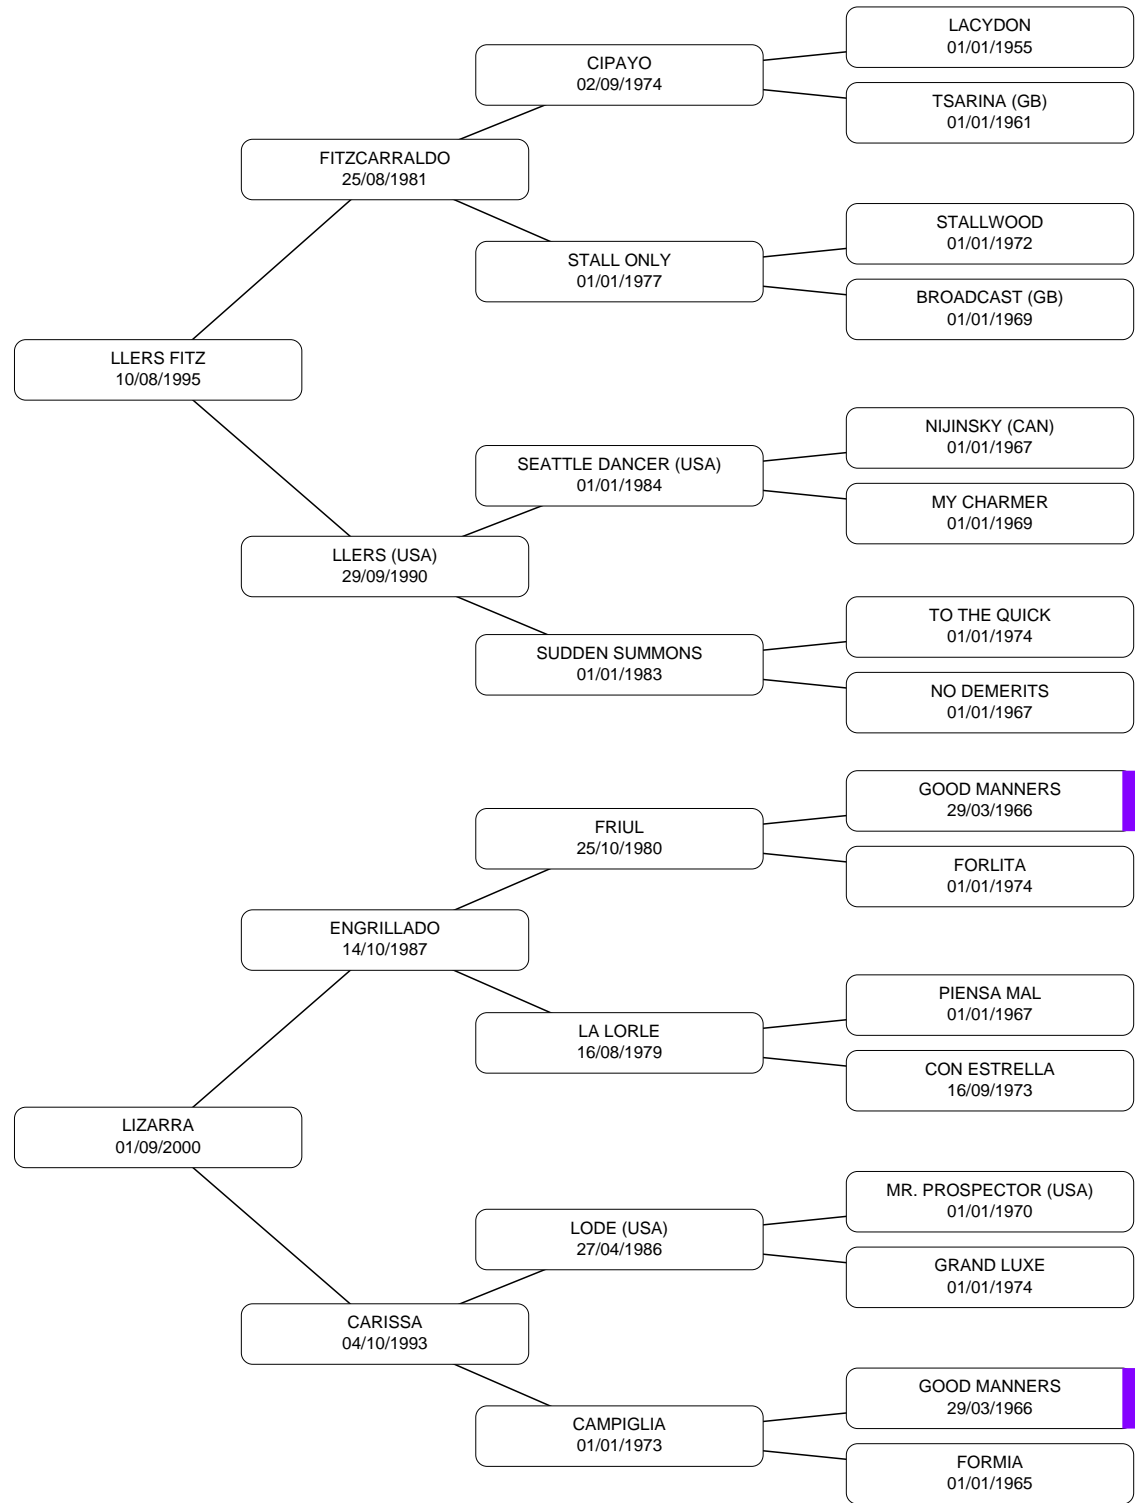 LACYDON
01/01/1955
CIPAYO
02/09/1974
TSARINA (GB)
01/01/1961
FITZCARRALDO
25/08/1981
STALLWOOD
01/01/1972
STALL ONLY
01/01/1977
BROADCAST (GB)
01/01/1969
LLERS FITZ
10/08/1995
NIJINSKY (CAN)
01/01/1967
SEATTLE DANCER (USA)
01/01/1984
MY CHARMER
01/01/1969
LLERS (USA)
29/09/1990
TO THE QUICK
01/01/1974
SUDDEN SUMMONS
01/01/1983
NO DEMERITS
01/01/1967
GOOD MANNERS
29/03/1966
FRIUL
25/10/1980
FORLITA
01/01/1974
ENGRILLADO
14/10/1987
PIENSA MAL
01/01/1967
LA LORLE
16/08/1979
CON ESTRELLA
16/09/1973
LIZARRA
01/09/2000
MR. PROSPECTOR (USA)
01/01/1970
LODE (USA)
27/04/1986
GRAND LUXE
01/01/1974
CARISSA
04/10/1993
GOOD MANNERS
29/03/1966
CAMPIGLIA
01/01/1973
FORMIA
01/01/1965